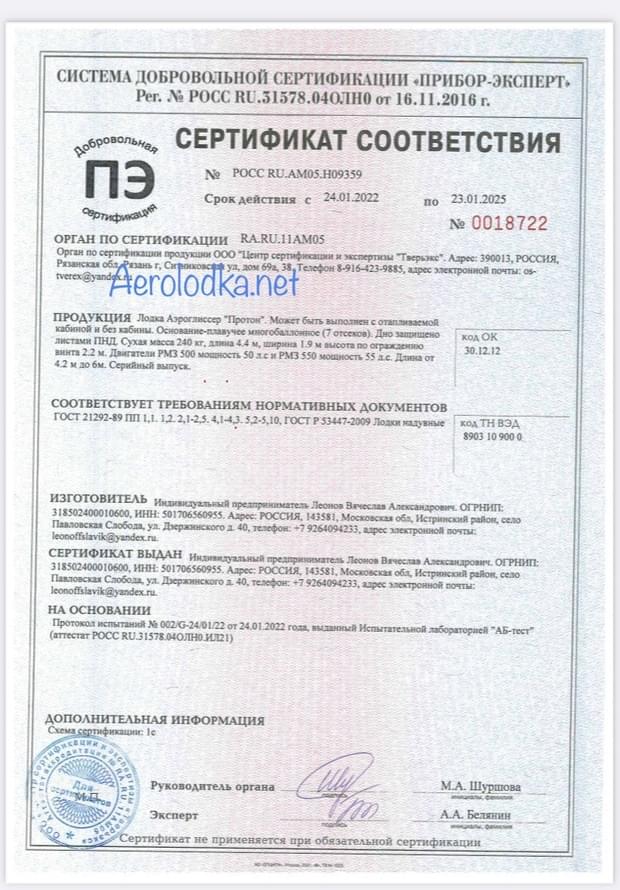 СИСТЕМА ДОБРОВОЛЬНОЙ СЕРТИФИКАЦИИ «ПРИБОР-ЭКСПЕРТ»
Рег. № РОСС RU.31578.04ОЛН0 от 16.11.2016 г.
Добровольная
ПЭ
сертификация
СЕРТИФИКАТ СООТВЕТСТВИЯ
№ РОСС RU.АМ05.Н09359
Срок действия с 24.01.2022 по 23.01.2025
№ 0018722
ОРГАН ПО СЕРТИФИКАЦИИ RA.RU.11АМ05
Орган по сертификации продукции ООО "Центр сертификации и экспертизы "Тверьэкс". Адрес: 390013, РОССИЯ,
Рязанская обл, Рязань г, Ситниковская ул, дом 69а, 38, Телефон 8-916-423-9885, адрес электронной почты: os-
tverex@yandex.ru
Aerolodka.net
ПРОДУКЦИЯ Лодка Аэроглиссер "Протон". Может быть выполнен с отапливаемой
кабиной и без кабины. Основание-плавучее многобаллонное (7 отсеков). Дно защищено
листами ПНД. Сухая масса 240 кг, длина 4.4 м, ширина 1.9 м высота по ограждению
винта 2.2 м. Двигатели РМЗ 500 мощность 50 л.с и РМЗ 550 мощность 55 л.с. Длина от
4.2 м до 6м. Серийный выпуск.
код ОК
30.12.12
СООТВЕТСТВУЕТ ТРЕБОВАНИЯМ НОРМАТИВНЫХ ДОКУМЕНТОВ
ГОСТ 21292-89 ПП 1,1. 1,2. 2,1-2,5. 4,1-4,3. 5,2-5,10, ГОСТ Р 53447-2009 Лодки надувные
код ТН ВЭД
8903 10 900 0
ИЗГОТОВИТЕЛЬ Индивидуальный предприниматель Леонов Вячеслав Александрович. ОГРНИП:
318502400010600, ИНН: 501706560955. Адрес: РОССИЯ, 143581, Московская обл, Истринский район, село
Павловская Слобода, ул. Дзержинского д. 40, телефон: +7 9264094233, адрес электронной почты:
leonoffslavik@yandex.ru.
СЕРТИФИКАТ ВЫДАН Индивидуальный предприниматель Леонов Вячеслав Александрович. ОГРНИП:
318502400010600, ИНН: 501706560955. Адрес: РОССИЯ, 143581, Московская обл, Истринский район, село
Павловская Слобода, ул. Дзержинского д. 40, телефон: +7 9264094233, адрес электронной почты:
leonoffslavik@yandex.ru.
НА ОСНОВАНИИ
Протокол испытаний № 002/G-24/01/22 от 24.01.2022 года, выданный Испытательной лабораторией "АБ-тест"
(аттестат РОСС RU.31578.04ОЛН0.ИЛ21)
ДОПОЛНИТЕЛЬНАЯ ИНФОРМАЦИЯ
Схема сертификации: 1с
Для
сертификатов
М.П.
Руководитель органа
подпись
М.А. Шуршова
инициалы, фамилия
Эксперт
подпись
А.А. Белянин
инициалы, фамилия
Сертификат не применяется при обязательной сертификации